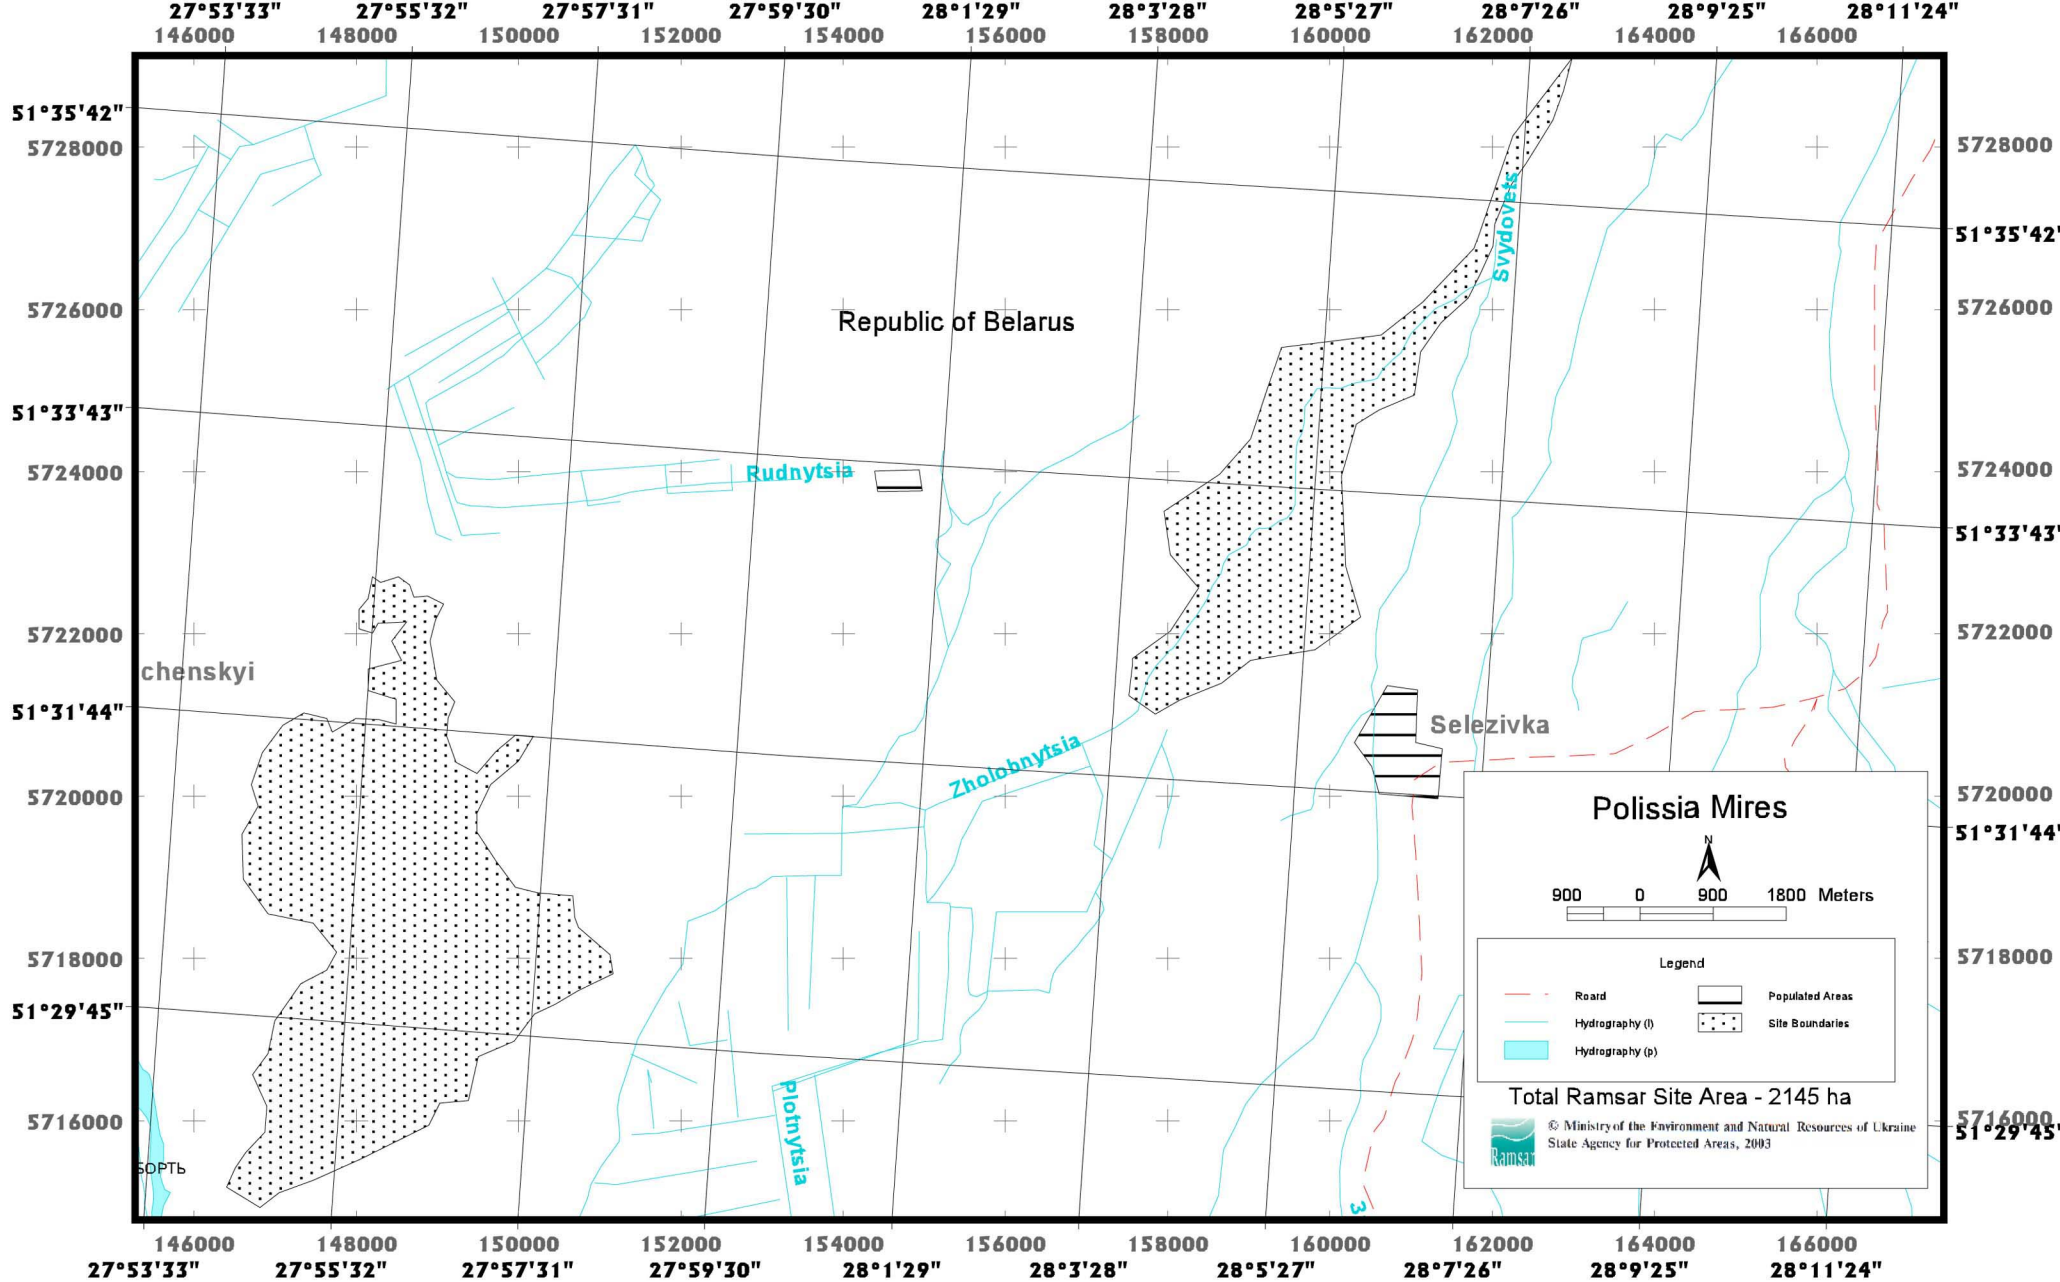 27°53'33" 27°55'32" 27°57'31" 27°59'30" 28°1'29" 28°3'28" 28°5'27" 28°7'26" 28°9'25" 28°11'24"
146000 148000 150000 152000 154000 156000 158000 160000 162000 164000 166000
51°35'42"
5728000 5728000
Svydovets
51°35'42"
5726000 5726000
Republic of Belarus
51°33'43"
5724000 Rudnytsia 5724000
51°33'43"
5722000 5722000
chenskyi
51°31'44"
Selezivka
Zholobnytsia
5720000 5720000
51°31'44"
Polissia Mires
N
900 0 900 1800 Meters
5718000 5718000
Legend
Roard
Populated Areas
Hydrography (l)
Site Boundaries
Hydrography (p)
51°29'45"
Total Ramsar Site Area - 2145 ha
5716000 5716000
51°29'45"
© Ministry of the Environment and Natural Resources of Ukraine
State Agency for Protected Areas, 2003
Ramsar
Plotnytsia
БОРТЬ
3
146000 148000 150000 152000 154000 156000 158000 160000 162000 164000 166000
27°53'33" 27°55'32" 27°57'31" 27°59'30" 28°1'29" 28°3'28" 28°5'27" 28°7'26" 28°9'25" 28°11'24"